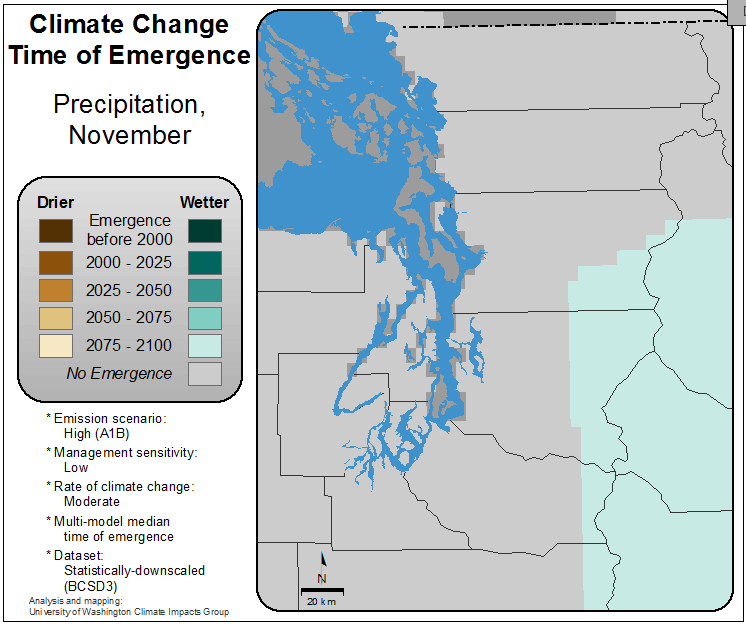 Climate Change
Time of Emergence
Precipitation,
November
Drier
Wetter
Emergence
before 2000
2000 - 2025
2025 - 2050
2050 - 2075
2075 - 2100
No Emergence
* Emission scenario:
High (A1B)
* Management sensitivity:
Low
* Rate of climate change:
Moderate
* Multi-model median
time of emergence
* Dataset:
Statistically-downscaled
(BCSD3)
Analysis and mapping:
University of Washington Climate Impacts Group
N
20 km